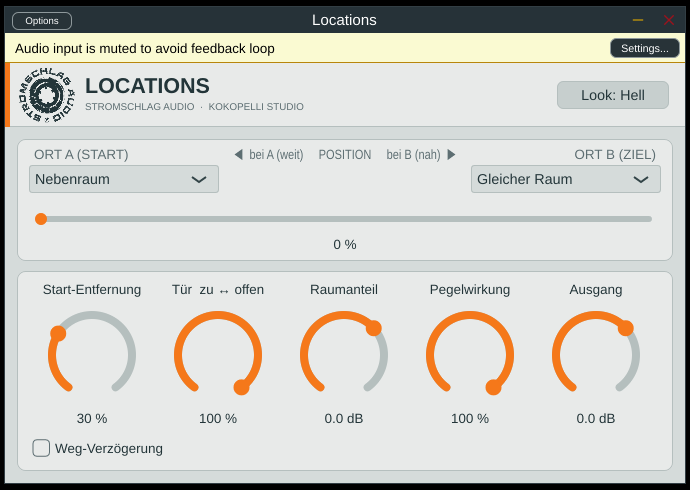 Options
Locations
Audio input is muted to avoid feedback loop
Settings...
STROMSCHLAG AUDIO
LOCATIONS
STROMSCHLAG AUDIO · KOKOPELLI STUDIO
Look: Hell
ORT A (START)
◀ bei A (weit) POSITION bei B (nah) ▶
ORT B (ZIEL)
Nebenraum
Gleicher Raum
0 %
Start-Entfernung
Tür zu ↔ offen
Raumanteil
Pegelwirkung
Ausgang
30 %
100 %
0.0 dB
100 %
0.0 dB
Weg-Verzögerung